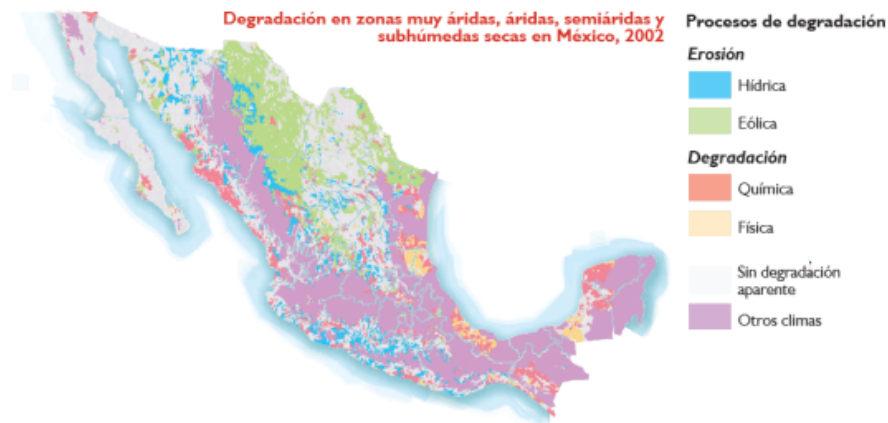 Degradación en zonas muy áridas, áridas, semiáridas y
subhúmedas secas en México, 2002
Procesos de degradación
Erosión
Hídrica
Eólica
Degradación
Química
Física
Sin degradación
aparente
Otros climas